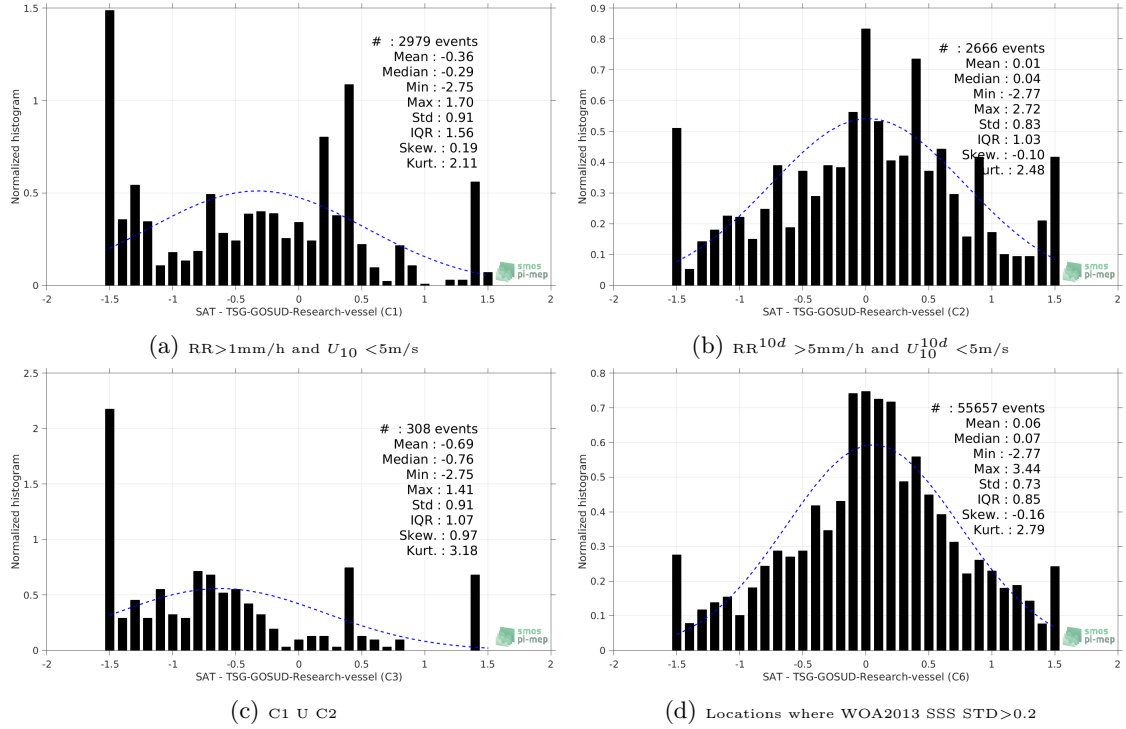 1.5
1
0.5
0
Normalized histogram
# : 2979 events
Mean : -0.36
Median : -0.29
Min : -2.75
Max : 1.70
Std : 0.91
IQR : 1.56
Skew. : 0.19
Kurt. : 2.11
smos
pi-mep
-2 -1.5 -1 -0.5 0 0.5 1 1.5 2
SAT - TSG-GOSUD-Research-vessel (C1)
(a) RR>1mm/h and U10 <5m/s
0.9
0.8
0.7
0.6
0.5
0.4
0.3
0.2
0.1
0
Normalized histogram
# : 2666 events
Mean : 0.01
Median : 0.04
Min : -2.77
Max : 2.72
Std : 0.83
IQR : 1.03
Skew. : -0.10
Kurt. : 2.48
smos
pi-mep
-2 -1.5 -1 -0.5 0 0.5 1 1.5 2
SAT - TSG-GOSUD-Research-vessel (C2)
(b) RR10d >5mm/h and U10d10 <5m/s
2.5
2
1.5
1
0.5
0
Normalized histogram
# : 308 events
Mean : -0.69
Median : -0.76
Min : -2.75
Max : 1.41
Std : 0.91
IQR : 1.07
Skew. : 0.97
Kurt. : 3.18
smos
pi-mep
-2 -1.5 -1 -0.5 0 0.5 1 1.5 2
SAT - TSG-GOSUD-Research-vessel (C3)
(c) C1 U C2
0.8
0.7
0.6
0.5
0.4
0.3
0.2
0.1
0
Normalized histogram
# : 55657 events
Mean : 0.06
Median : 0.07
Min : -2.77
Max : 3.44
Std : 0.73
IQR : 0.85
Skew. : -0.16
Kurt. : 2.79
smos
pi-mep
-2 -1.5 -1 -0.5 0 0.5 1 1.5 2
SAT - TSG-GOSUD-Research-vessel (C6)
(d) Locations where WOA2013 SSS STD>0.2